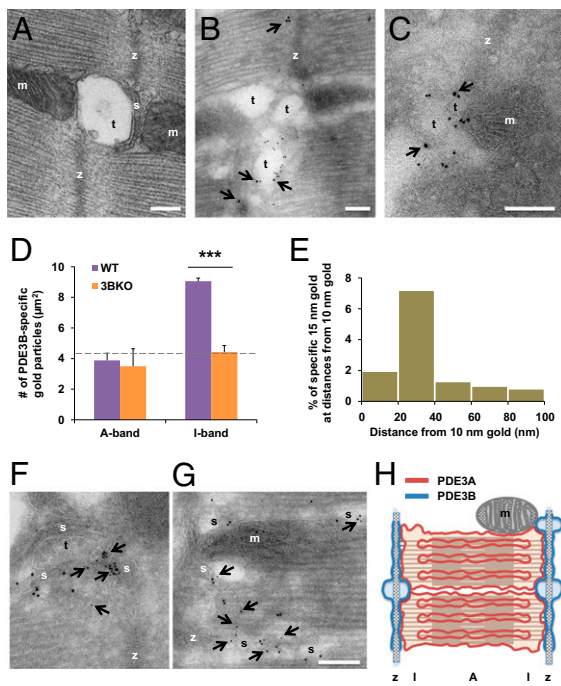 A
z
m
s
t
m
z
B
z
t
t
t
C
z
t
m
D
***
10
8
6
4
2
0
WT
3BKO
# of PDE3B-specific
gold particles (µm²)
A-band
I-band
E
8
6
4
2
0
% of specific 15 nm gold
at distances from 10 nm gold
0 20 40 60 80 100
Distance from 10 nm gold (nm)
F
s
t
s
s
z
G
s
s
m
s
z
s
s
H
PDE3A
PDE3B
m
z I A I z